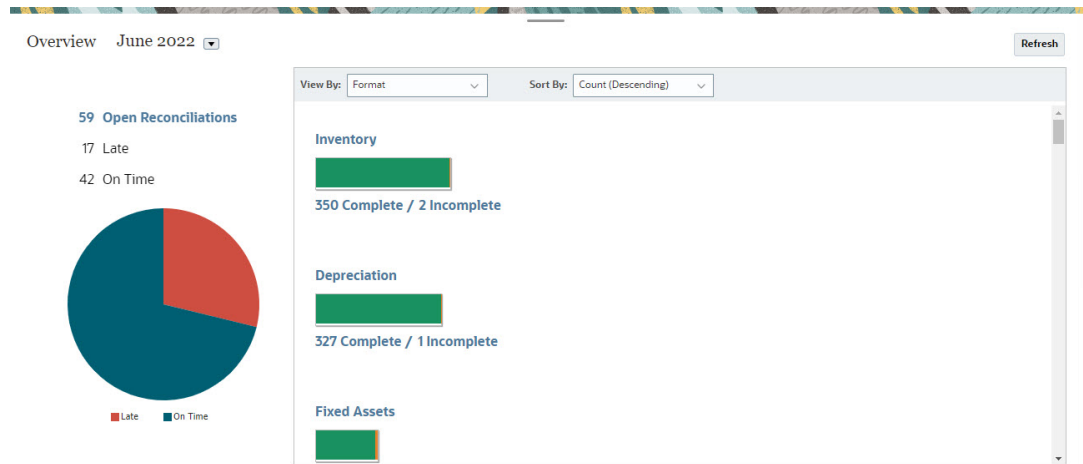 Overview June 2022
Refresh
View By: Format Sort By: Count (Descending)
59 Open Reconciliations
17 Late
42 On Time
Late On Time
Inventory
350 Complete / 2 Incomplete
Depreciation
327 Complete / 1 Incomplete
Fixed Assets